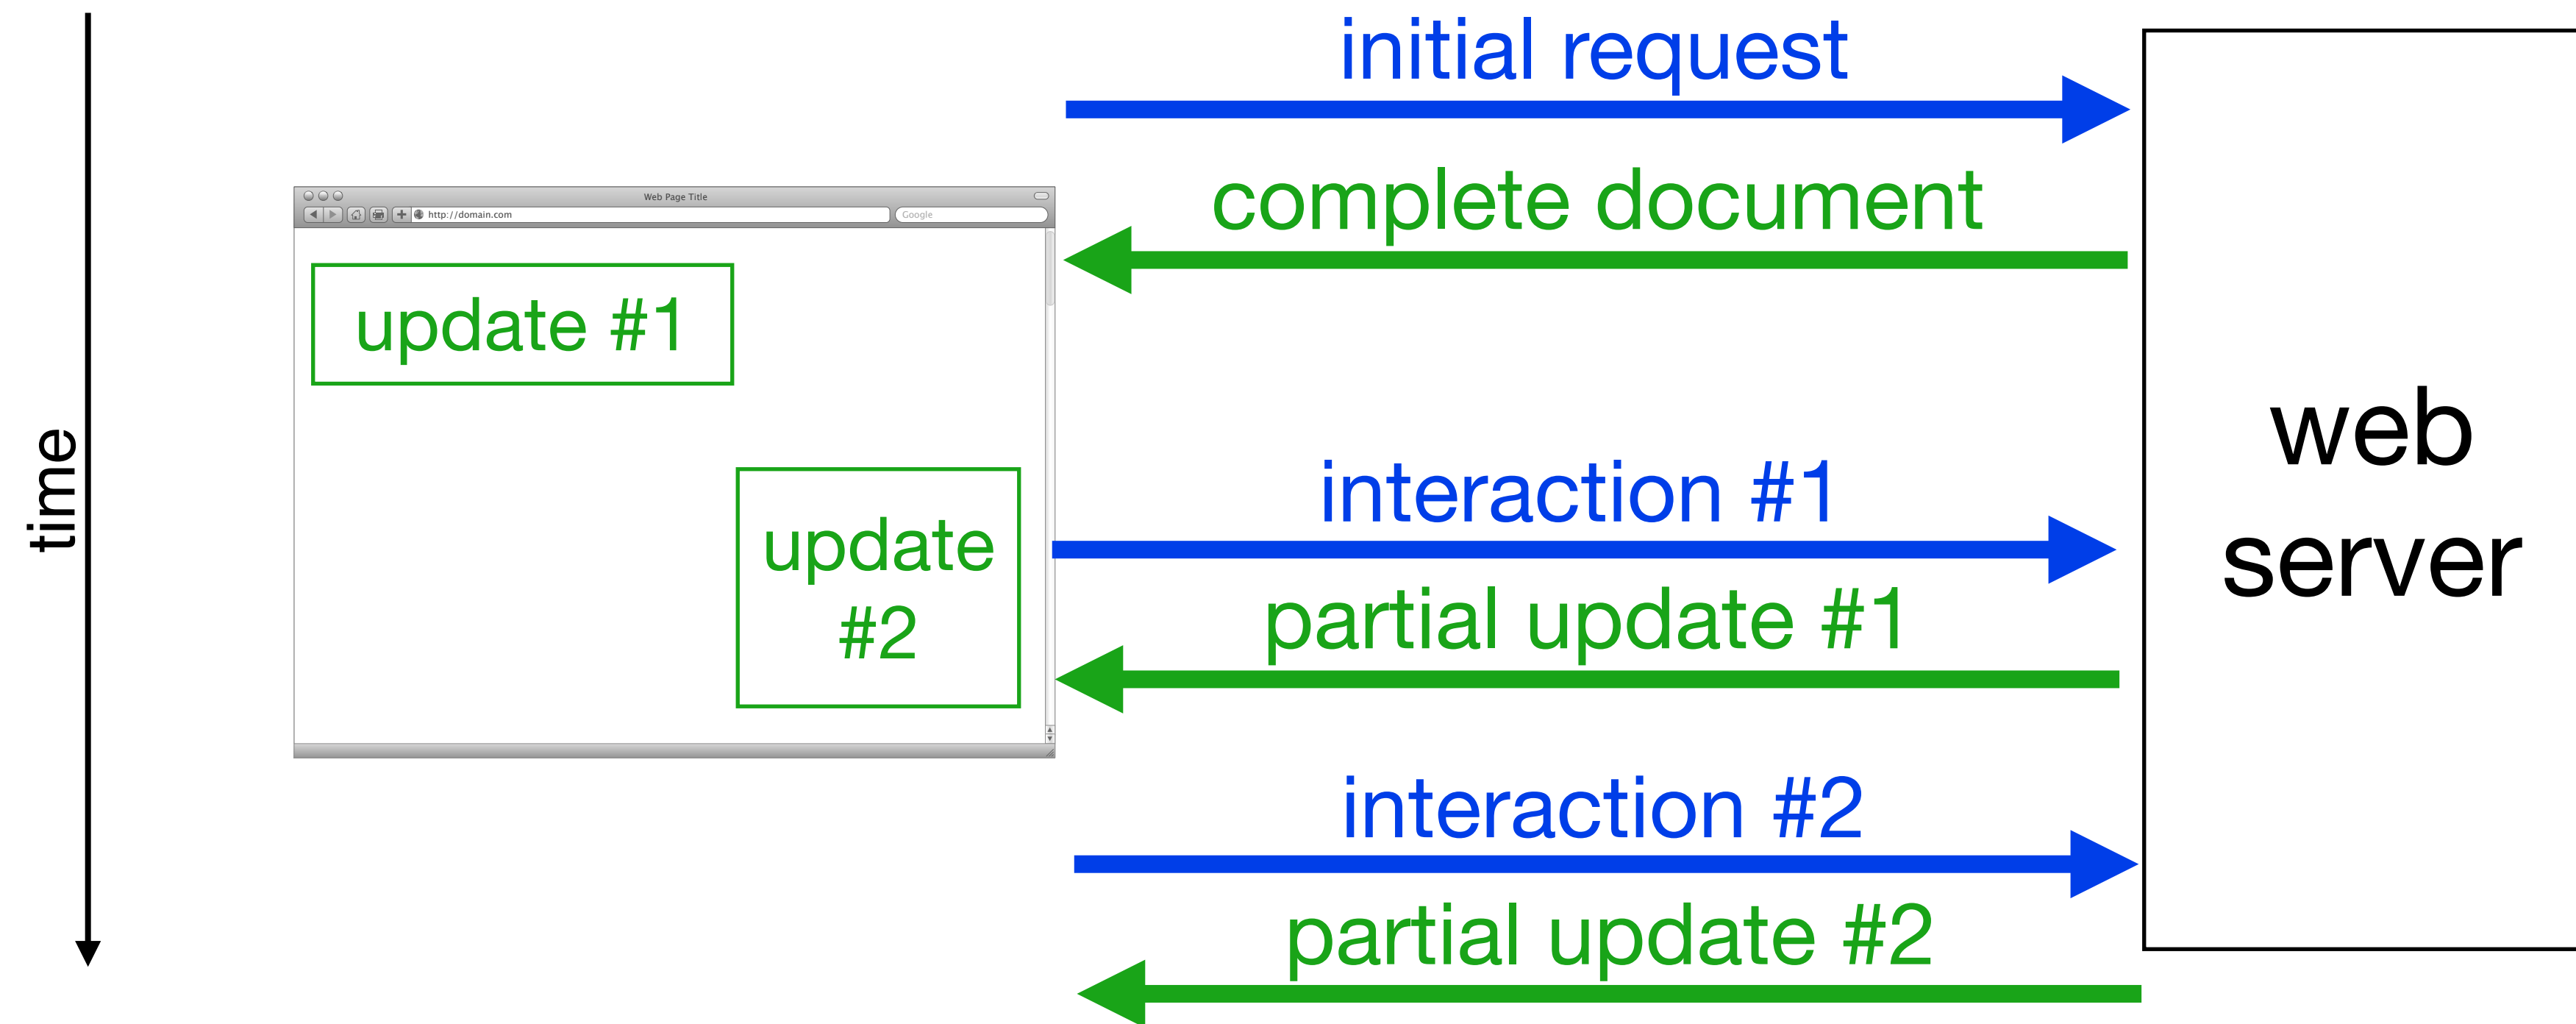 time
Web Page Title
http://domain.com
Google
update #1
update
#2
initial request
complete document
interaction #1
partial update #1
interaction #2
partial update #2
web
server